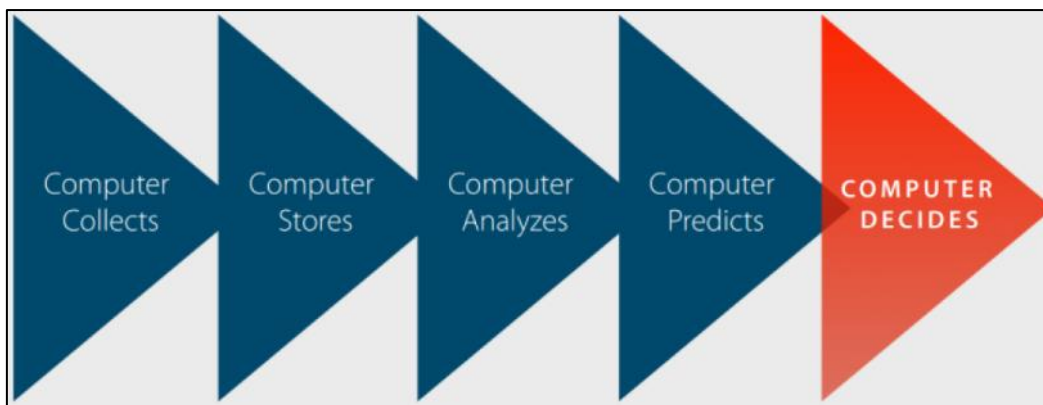 Computer
Collects
Computer
Stores
Computer
Analyzes
Computer
Predicts
COMPUTER
DECIDES